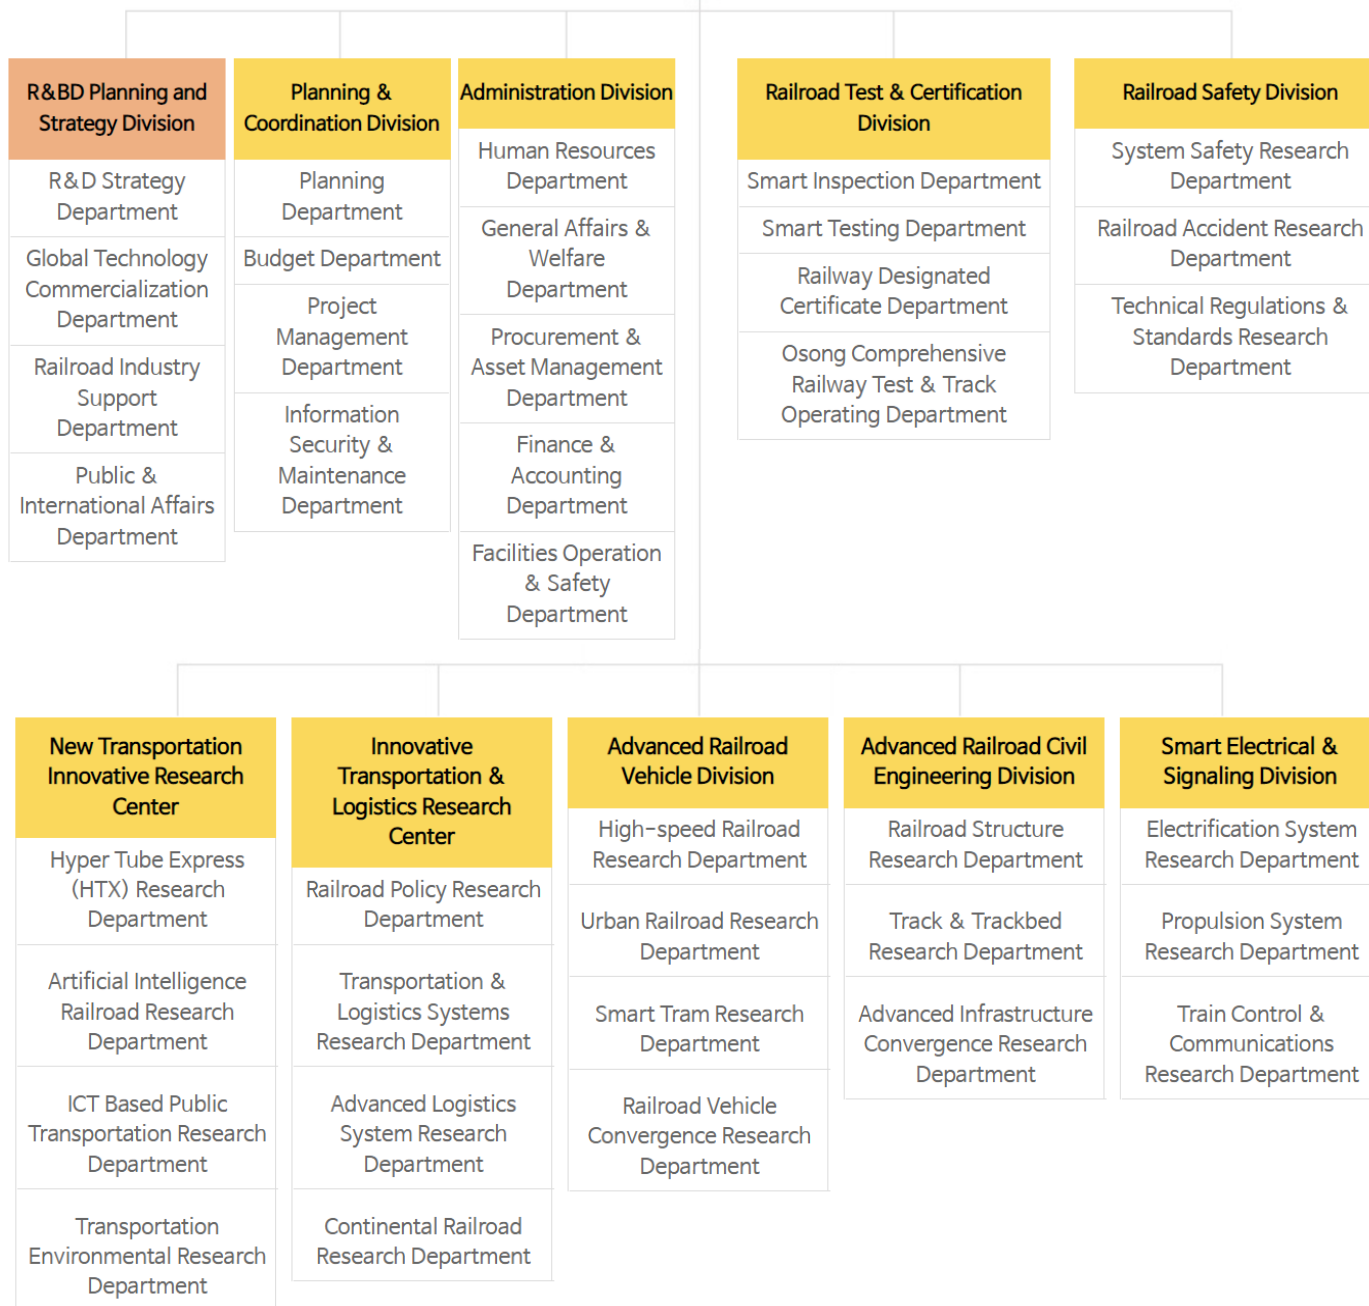 R&BD Planning and
Strategy Division
R&D Strategy
Department
Global Technology
Commercialization
Department
Railroad Industry
Support
Department
Public &
International Affairs
Department
Planning &
Coordination Division
Planning
Department
Budget Department
Project
Management
Department
Information
Security &
Maintenance
Department
Administration Division
Human Resources
Department
General Affairs &
Welfare
Department
Procurement &
Asset Management
Department
Finance &
Accounting
Department
Facilities Operation
& Safety
Department
Railroad Test & Certification
Division
Smart Inspection Department
Smart Testing Department
Railway Designated
Certificate Department
Osong Comprehensive
Railway Test & Track
Operating Department
Railroad Safety Division
System Safety Research
Department
Railroad Accident Research
Department
Technical Regulations &
Standards Research
Department
New Transportation
Innovative Research
Center
Hyper Tube Express
(HTX) Research
Department
Artificial Intelligence
Railroad Research
Department
ICT Based Public
Transportation Research
Department
Transportation
Environmental Research
Department
Innovative
Transportation &
Logistics Research
Center
Railroad Policy Research
Department
Transportation &
Logistics Systems
Research Department
Advanced Logistics
System Research
Department
Continental Railroad
Research Department
Advanced Railroad
Vehicle Division
High-speed Railroad
Research Department
Urban Railroad Research
Department
Smart Tram Research
Department
Railroad Vehicle
Convergence Research
Department
Advanced Railroad Civil
Engineering Division
Railroad Structure
Research Department
Track & Trackbed
Research Department
Advanced Infrastructure
Convergence Research
Department
Smart Electrical &
Signaling Division
Electrification System
Research Department
Propulsion System
Research Department
Train Control &
Communications
Research Department